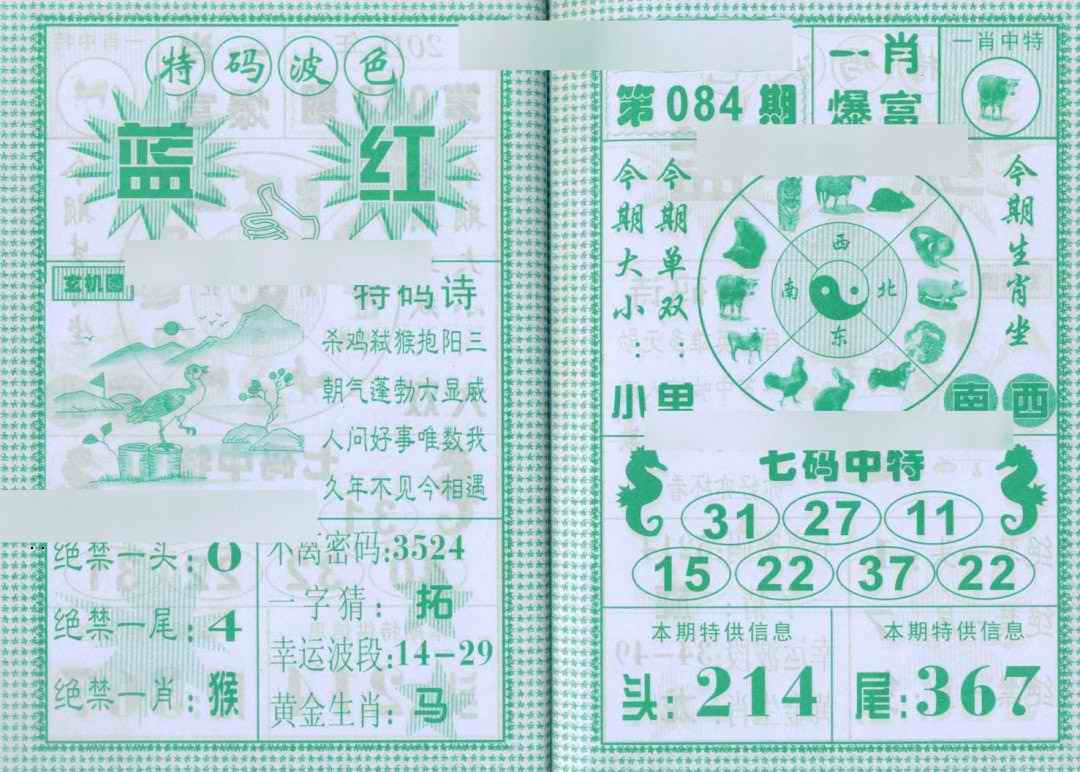 特码波色
蓝 红
玄机图
特码诗
杀鸡弑猴抱阳三
朝气蓬勃六显威
人问好事唯数我
久年不见今相遇
绝禁一头:0
绝禁一尾:4
绝禁一肖:猴
不离密码:3524
一字猜:拓
幸运波段:14-29
黄金生肖:马
第084期
一肖
爆富
一肖中特
今期大小:小
今期单双:单
西
南 北
东
今期生肖坐
南 西
七码中特
31 27 11
15 22 37 22
本期特供信息
头:214
本期特供信息
尾:367